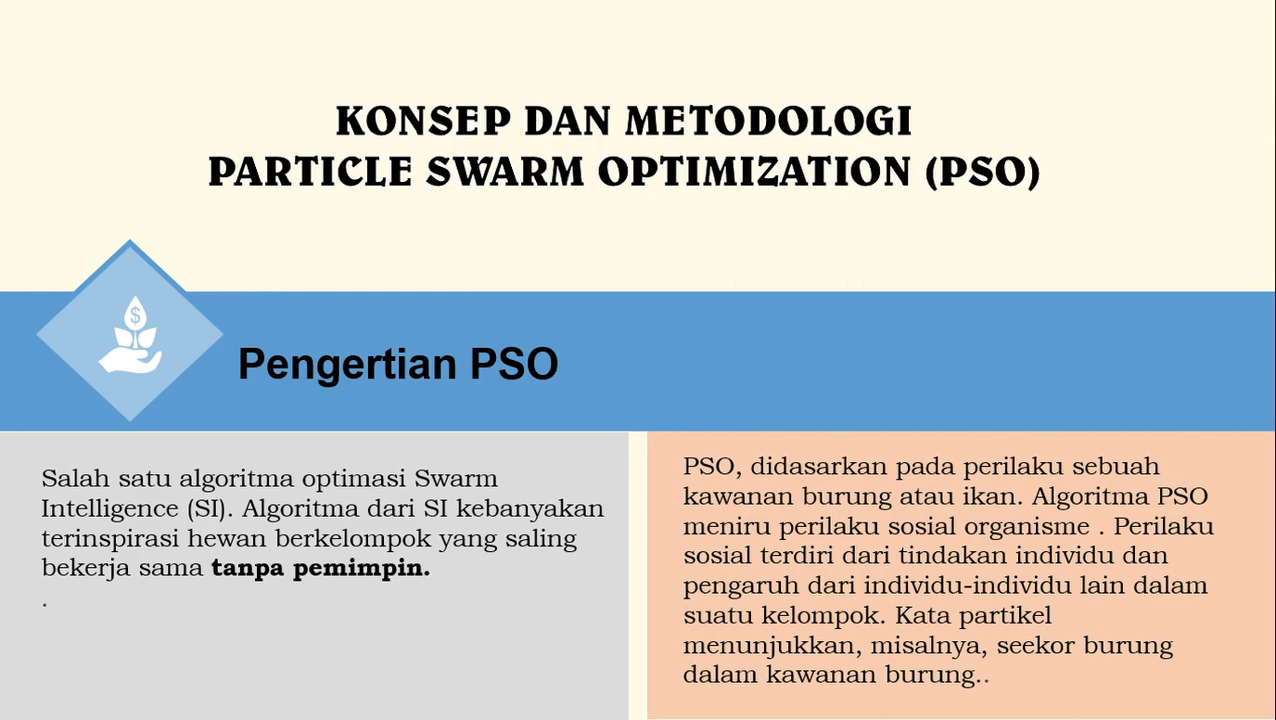 KONSEP DAN METODOLOGI
PARTICLE SWARM OPTIMIZATION (PSO)
$
Pengertian PSO
Salah satu algoritma optimasi Swarm
Intelligence (SI). Algoritma dari SI kebanyakan
terinspirasi hewan berkelompok yang saling
bekerja sama tanpa pemimpin.
.
PSO, didasarkan pada perilaku sebuah
kawanan burung atau ikan. Algoritma PSO
meniru perilaku sosial organisme . Perilaku
sosial terdiri dari tindakan individu dan
pengaruh dari individu-individu lain dalam
suatu kelompok. Kata partikel
menunjukkan, misalnya, seekor burung
dalam kawanan burung..